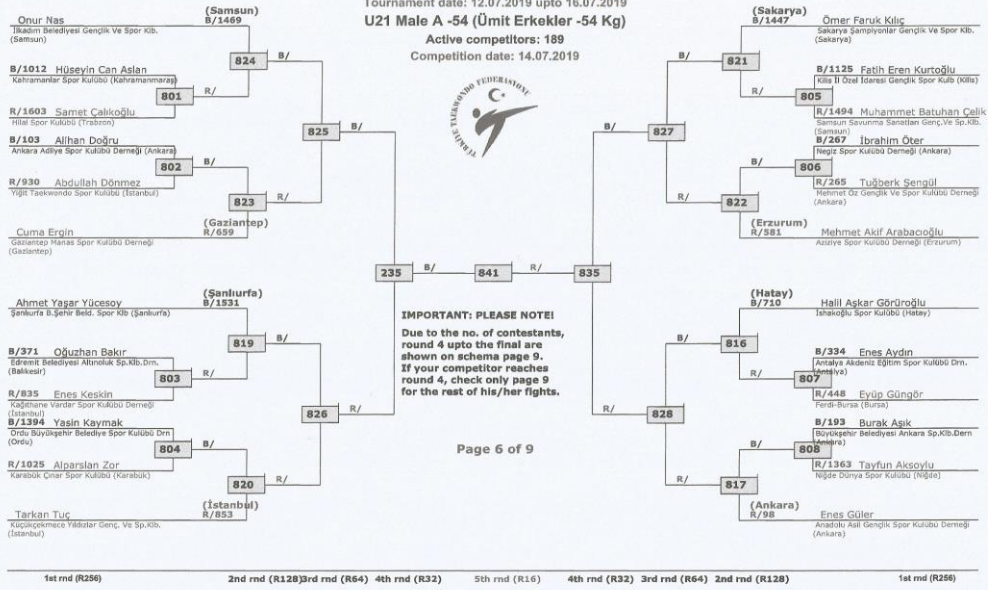 Tournament date: 12.07.2019 upto 16.07.2019
U21 Male A -54 (Ümit Erkekler -54 Kg)
Active competitors: 189
Competition date: 14.07.2019
TÜRKİYE TAEKWONDO FEDERASYONU
Onur Nas
(Samsun)
B/1469
İlkadım Belediyesi Gençlik Ve Spor Klb.
(Samsun)
824
B/
B/1012 Hüseyin Can Aslan
Kahramanlar Spor Kulübü (Kahramanmaraş)
801
R/
R/1603 Samet Çalıkoğlu
Hilal Spor Kulübü (Trabzon)
825
B/
B/103 Alihan Doğru
Ankara Adliye Spor Kulübü Derneği (Ankara)
802
B/
R/930 Abdullah Dönmez
Yiğit Taekwondo Spor Kulübü (İstanbul)
823
R/
Cuma Ergin
(Gaziantep)
R/659
Gaziantep Manas Spor Kulübü Derneği
(Gaziantep)
235
B/
841
R/
835
Ahmet Yaşar Yücesoy
(Şanlıurfa)
B/1531
Şanlıurfa B.Şehir Beld. Spor Klb (Şanlıurfa)
819
B/
B/371 Oğuzhan Bakır
Edremit Belediyesi Altınoluk Sp.Klb.Drn.
(Balıkesir)
803
R/
R/835 Enes Keskin
Kağıthane Vardar Spor Kulübü Derneği
(İstanbul)
826
R/
B/1394 Yasin Kaymak
Ordu Büyükşehir Belediye Spor Kulübü Drn
(Ordu)
804
B/
R/1025 Alparslan Zor
Karabük Çınar Spor Kulübü (Karabük)
820
R/
Tarkan Tuç
(İstanbul)
R/853
Küçükçekmece Yıldızlar Genç. Ve Sp.Klb.
(İstanbul)
IMPORTANT: PLEASE NOTE!
Due to the no. of contestants,
round 4 upto the final are
shown on schema page 9.
If your competitor reaches
round 4, check only page 9
for the rest of his/her fights.
Page 6 of 9
(Sakarya)
B/1447
Ömer Faruk Kılıç
Sakarya Şampiyonlar Gençlik Ve Spor Klb.
(Sakarya)
B/
821
B/1125 Fatih Eren Kurtoğlu
Kilis İl Özel İdaresi Gençlik Spor Kulb (Kilis)
R/
805
R/1494 Muhammet Batuhan Çelik
Samsun Savunma Sanatları Genç.Ve Sp.Klb.
(Samsun)
B/
827
B/267 İbrahim Öter
Negiz Spor Kulübü Derneği (Ankara)
B/
806
R/265 Tuğberk Şengül
Mehmet Öz Gençlik Ve Spor Kulübü Derneği
(Ankara)
R/
822
(Erzurum)
R/581
Mehmet Akif Arabacıoğlu
Aziziye Spor Kulübü Derneği (Erzurum)
(Hatay)
B/710
Halil Aşkar Görüroğlu
İshakoğlu Spor Kulübü (Hatay)
B/
816
B/334 Enes Aydın
Antalya Akdeniz Eğitim Spor Kulübü Drn.
(Antalya)
R/
807
R/448 Eyüp Güngör
Ferdi-Bursa (Bursa)
R/
828
B/193 Burak Aşık
Büyükşehir Belediyesi Ankara Sp.Klb.Dern
(Ankara)
B/
808
R/1363 Tayfun Aksoylu
Niğde Dünya Spor Kulübü (Niğde)
R/
817
(Ankara)
R/98
Enes Güler
Anadolu Asil Gençlik Spor Kulübü Derneği
(Ankara)
1st rnd (R256) 2nd rnd (R128) 3rd rnd (R64) 4th rnd (R32) 5th rnd (R16) 4th rnd (R32) 3rd rnd (R64) 2nd rnd (R128) 1st rnd (R256)